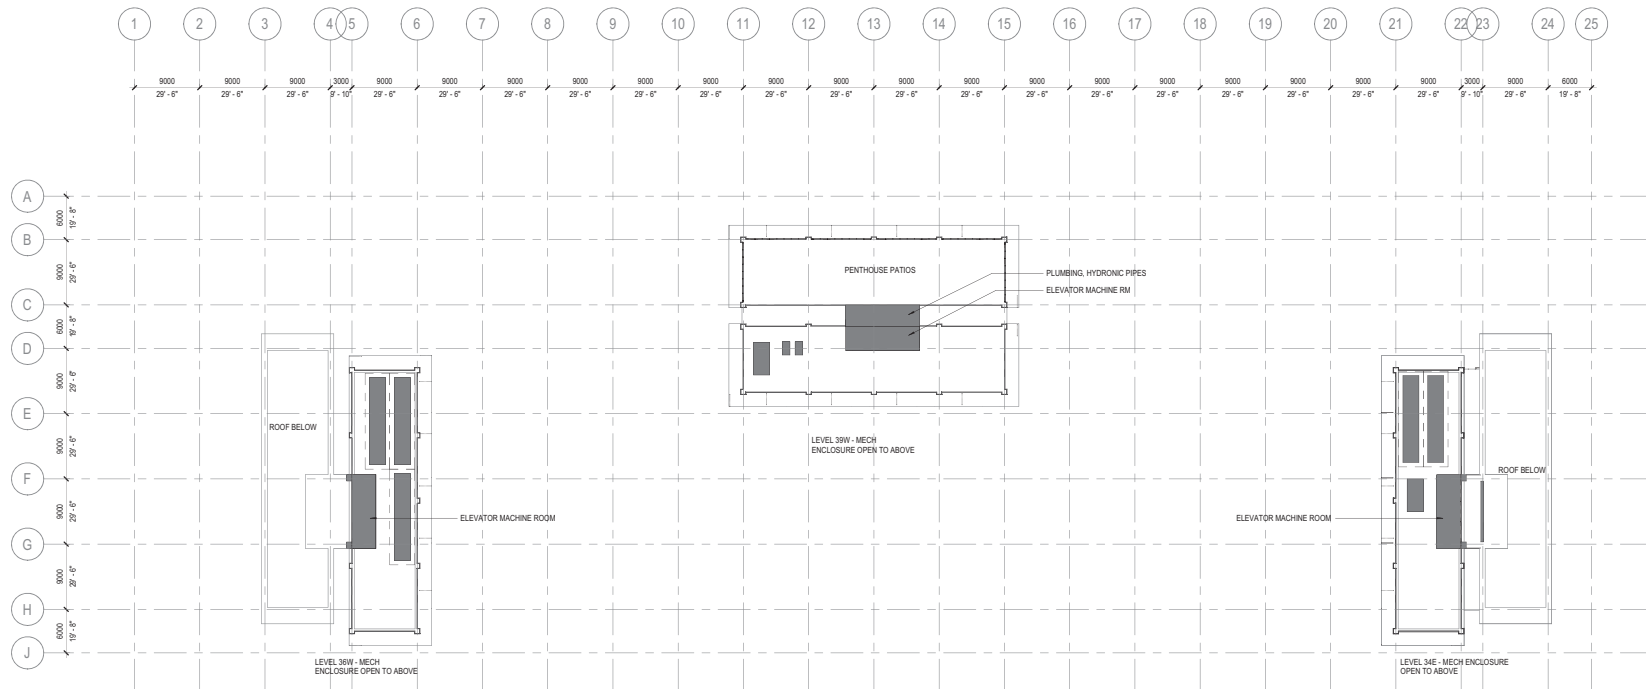 1 2 3 4 5 6 7 8 9 10 11 12 13 14 15 16 17 18 19 20 21 22 23 24 25
9000 9000 9000 3000 9000 9000 9000 9000 9000 9000 9000 9000 9000 9000 9000 9000 9000 9000 9000 9000 9000 3000 9000 6000
29' - 6" 29' - 6" 29' - 6" 9' - 10" 29' - 6" 29' - 6" 29' - 6" 29' - 6" 29' - 6" 29' - 6" 29' - 6" 29' - 6" 29' - 6" 29' - 6" 29' - 6" 29' - 6" 29' - 6" 29' - 6" 29' - 6" 29' - 6" 29' - 6" 9' - 10" 29' - 6" 19' - 8"
A
6000
19' - 8"
B
9000
29' - 6"
C
6000
19' - 8"
D
9000
29' - 6"
E
9000
29' - 6"
F
9000
29' - 6"
G
9000
29' - 6"
H
6000
19' - 8"
J
PENTHOUSE PATIOS
PLUMBING, HYDRONIC PIPES
ELEVATOR MACHINE RM
LEVEL 39W - MECH
ENCLOSURE OPEN TO ABOVE
ROOF BELOW
ELEVATOR MACHINE ROOM
LEVEL 36W - MECH
ENCLOSURE OPEN TO ABOVE
ROOF BELOW
ELEVATOR MACHINE ROOM
LEVEL 34E - MECH ENCLOSURE
OPEN TO ABOVE